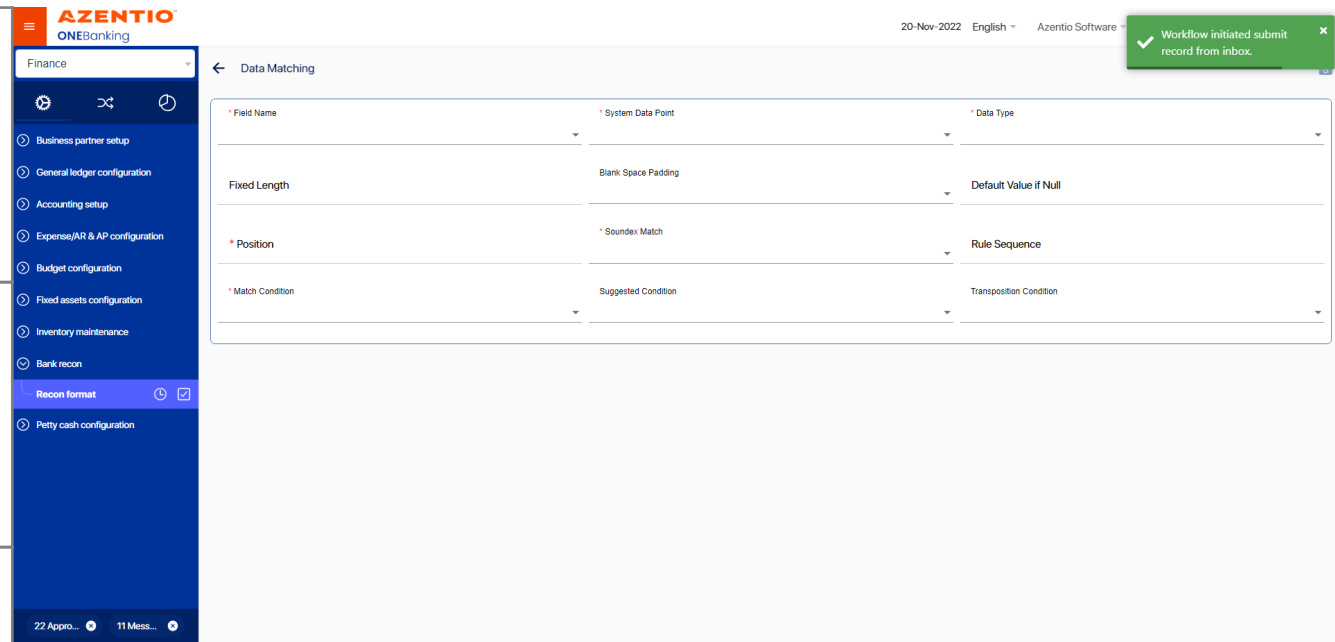 AZENTIO
ONEBanking
20-Nov-2022 English Azentio Software
Workflow initiated submit
record from inbox.
Finance
Data Matching
* Field Name
* System Data Point
* Data Type
Fixed Length
Blank Space Padding
Default Value if Null
* Position
* Soundex Match
Rule Sequence
* Match Condition
Suggested Condition
Transposition Condition
Business partner setup
General ledger configuration
Accounting setup
Expense/AR & AP configuration
Budget configuration
Fixed assets configuration
Inventory maintenance
Bank recon
Recon format
Petty cash configuration
22 Appro...
11 Mess...